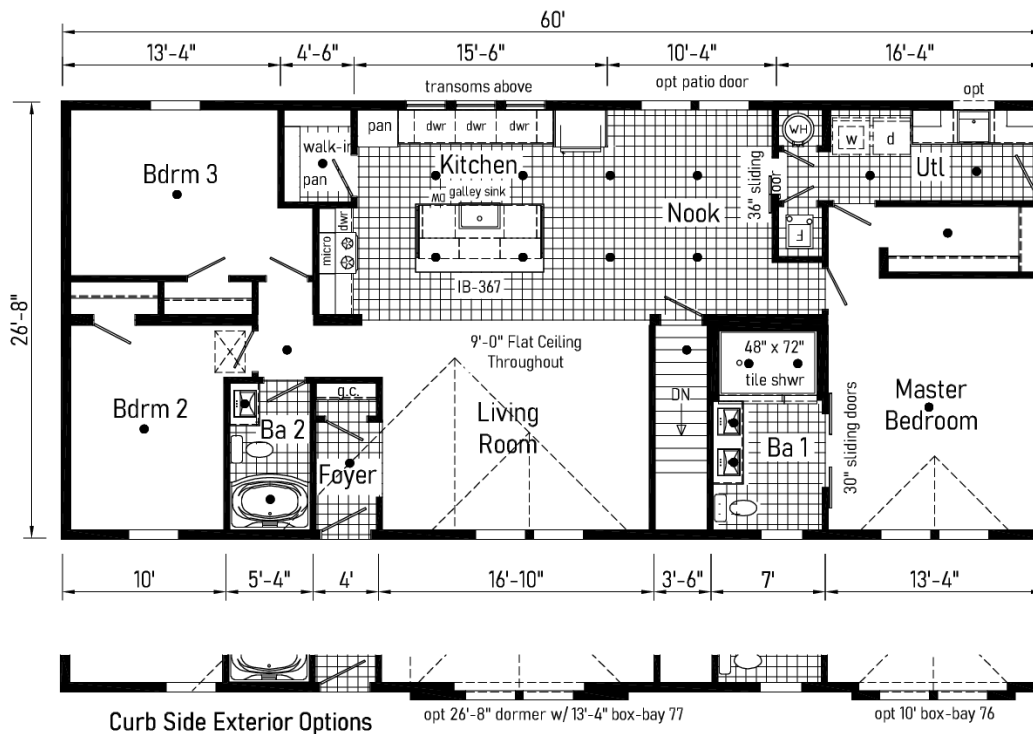 60'
13'-4" 4'-6" 15'-6" 10'-4" 16'-4"
transoms above opt patio door opt
26'-8"
pan dwr dwr dwr WH w d
walk-in
pan
Kitchen
Utl
Bdrm 3
36" sliding
door
DW galley sink
Nook
dwr
micro
F
IB-367
9'-0" Flat Ceiling
Throughout
48" x 72"
tile shwr
x
g.c.
DN
Master
Bedroom
Bdrm 2
Ba 2
Living
Room
Ba 1
Foyer
30" sliding doors
10' 5'-4" 4' 16'-10" 3'-6" 7' 13'-4"
Curb Side Exterior Options
opt 26'-8" dormer w/ 13'-4" box-bay 77
opt 10' box-bay 76